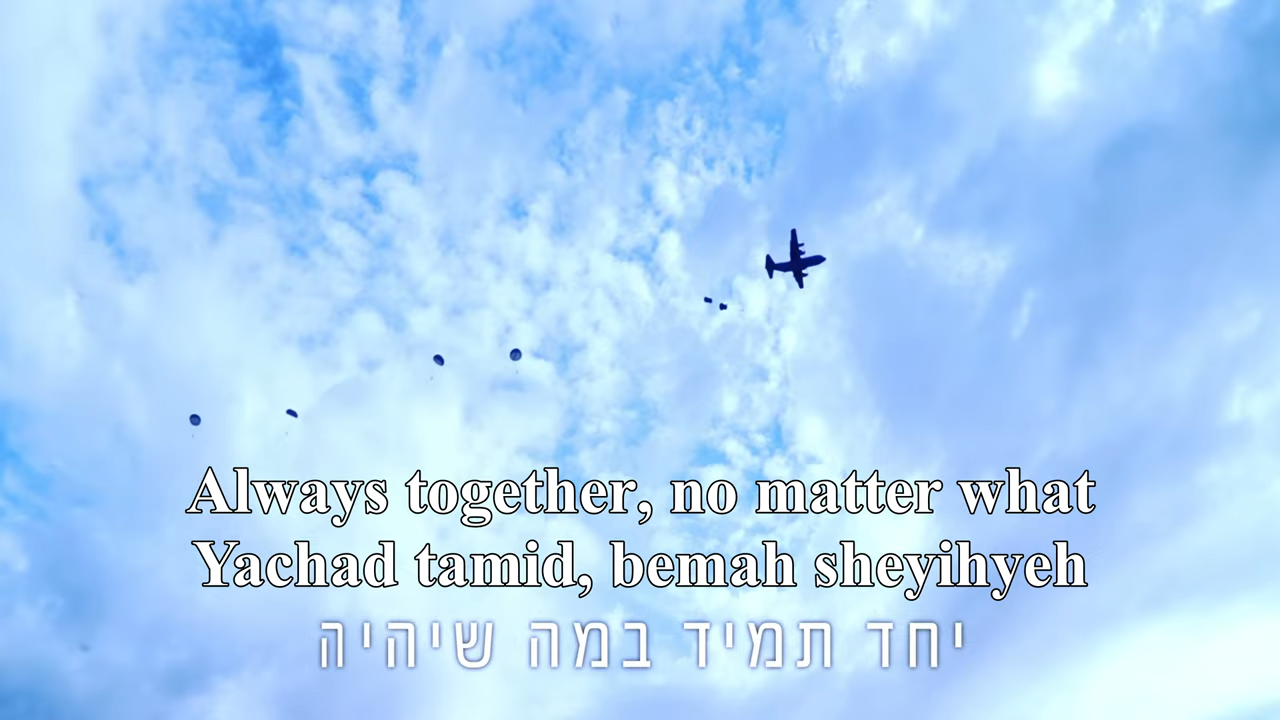 Always together, no matter what
Yachad tamid, bemah sheyihyeh
יחד תמיד במה שיהיה